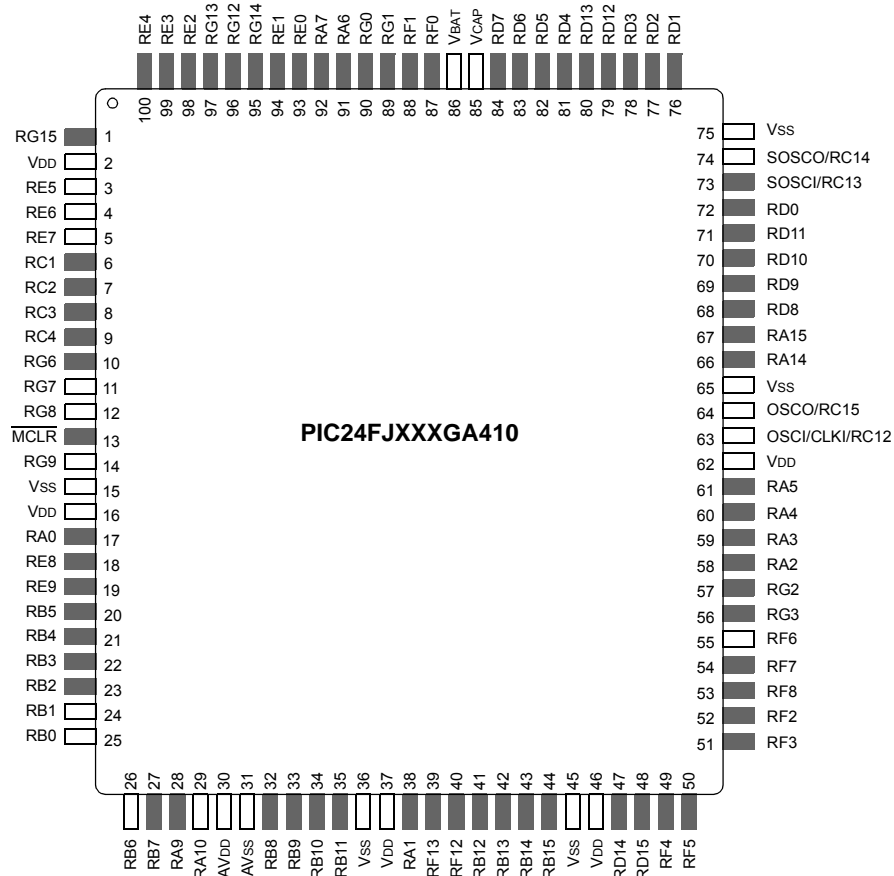 RE4 RE3 RE2 RG13 RG12 RG14 RE1 RE0 RA7 RA6 RG0 RG1 RF1 RF0 VBAT VCAP RD7 RD6 RD5 RD4 RD13 RD12 RD3 RD2 RD1
100 99 98 97 96 95 94 93 92 91 90 89 88 87 86 85 84 83 82 81 80 79 78 77 76
RG15 1
VDD 2
RE5 3
RE6 4
RE7 5
RC1 6
RC2 7
RC3 8
RC4 9
RG6 10
RG7 11
RG8 12
MCLR 13
RG9 14
VSS 15
VDD 16
RA0 17
RE8 18
RE9 19
RB5 20
RB4 21
RB3 22
RB2 23
RB1 24
RB0 25
PIC24FJXXXGA410
75 VSS
74 SOSCO/RC14
73 SOSCI/RC13
72 RD0
71 RD11
70 RD10
69 RD9
68 RD8
67 RA15
66 RA14
65 VSS
64 OSCO/RC15
63 OSCI/CLKI/RC12
62 VDD
61 RA5
60 RA4
59 RA3
58 RA2
57 RG2
56 RG3
55 RF6
54 RF7
53 RF8
52 RF2
51 RF3
26 27 28 29 30 31 32 33 34 35 36 37 38 39 40 41 42 43 44 45 46 47 48 49 50
RB6 RB7 RA9 RA10 AVDD AVSS RB8 RB9 RB10 RB11 VSS VDD RA1 RF13 RF12 RB12 RB13 RB14 RB15 VSS VDD RD14 RD15 RF4 RF5